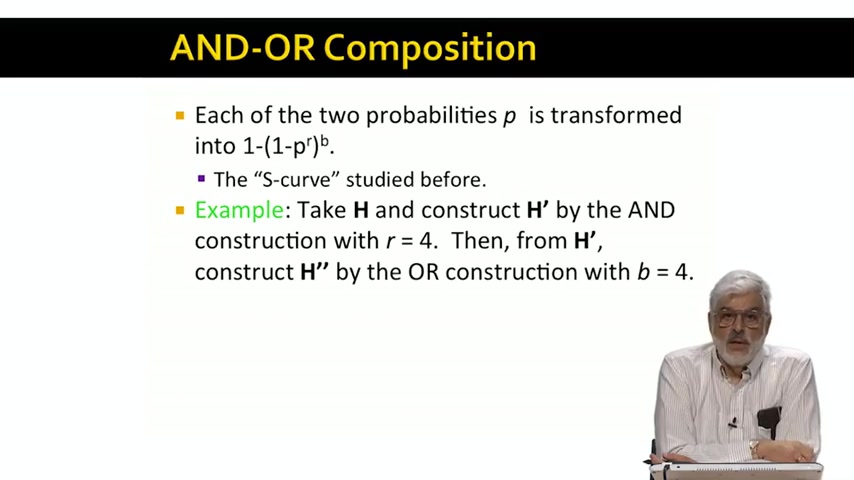 AND-OR Composition
Each of the two probabilities p is transformed
into 1-(1-pʳ)ᵇ.
The “S-curve” studied before.
Example: Take H and construct H’ by the AND
construction with r = 4. Then, from H’,
construct H’’ by the OR construction with b = 4.